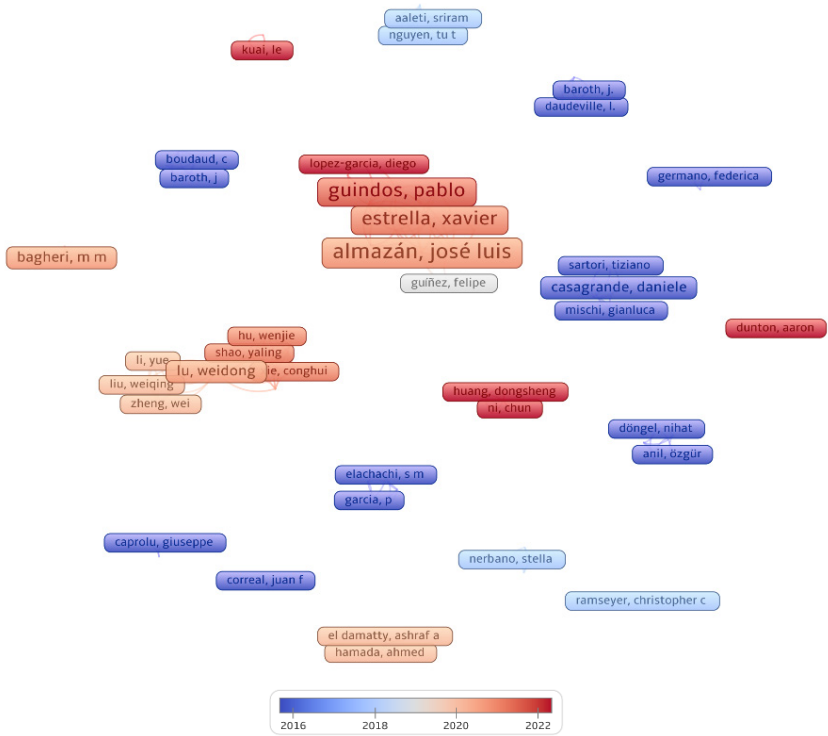 aaleti, sriram
nguyen, tu t
kuai, le
baroth, j.
daudeville, l.
boudaud, c
baroth, j
lopez-garcia, diego
germano, federica
guindos, pablo
estrella, xavier
almazán, josé luis
bagheri, m m
guíñez, felipe
sartori, tiziano
casagrande, daniele
mischi, gianluca
dunton, aaron
hu, wenjie
shao, yaling
li, yue
lu, weidong
ie, conghui
liu, weiqing
zheng, wei
huang, dongsheng
ni, chun
döngel, nihat
anil, özgür
elachachi, s m
garcia, p
caprolu, giuseppe
nerbano, stella
correal, juan f
ramseyer, christopher c
el damatty, ashraf a
hamada, ahmed
2016 2018 2020 2022